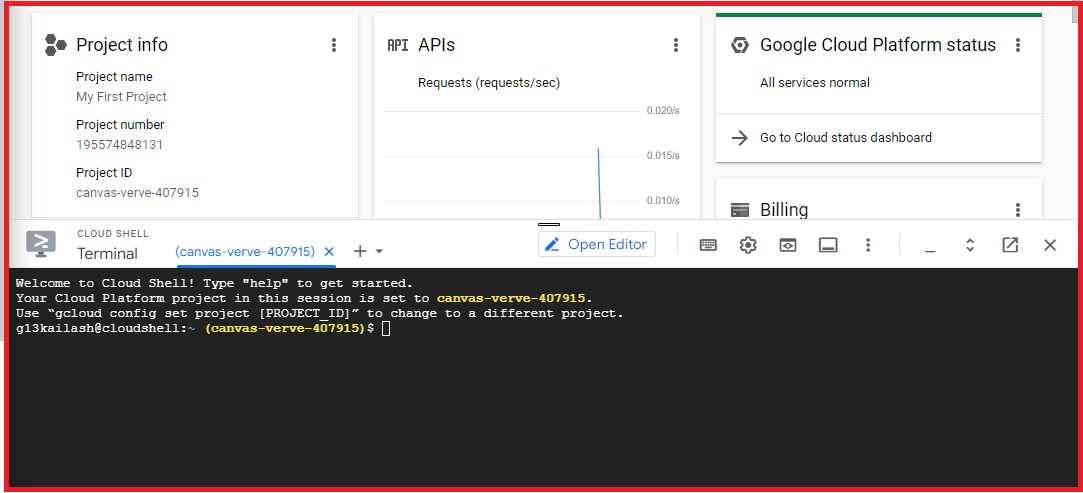 Project info
Project name
My First Project
Project number
195574848131
Project ID
canvas-verve-407915
API APIs
Requests (requests/sec)
0.020/s
0.015/s
0.010/s
Google Cloud Platform status
All services normal
Go to Cloud status dashboard
Billing
CLOUD SHELL
Terminal
(canvas-verve-407915)
Open Editor
Welcome to Cloud Shell! Type "help" to get started.
Your Cloud Platform project in this session is set to canvas-verve-407915.
Use “gcloud config set project [PROJECT_ID]” to change to a different project.
g13kailash@cloudshell:~ (canvas-verve-407915)$